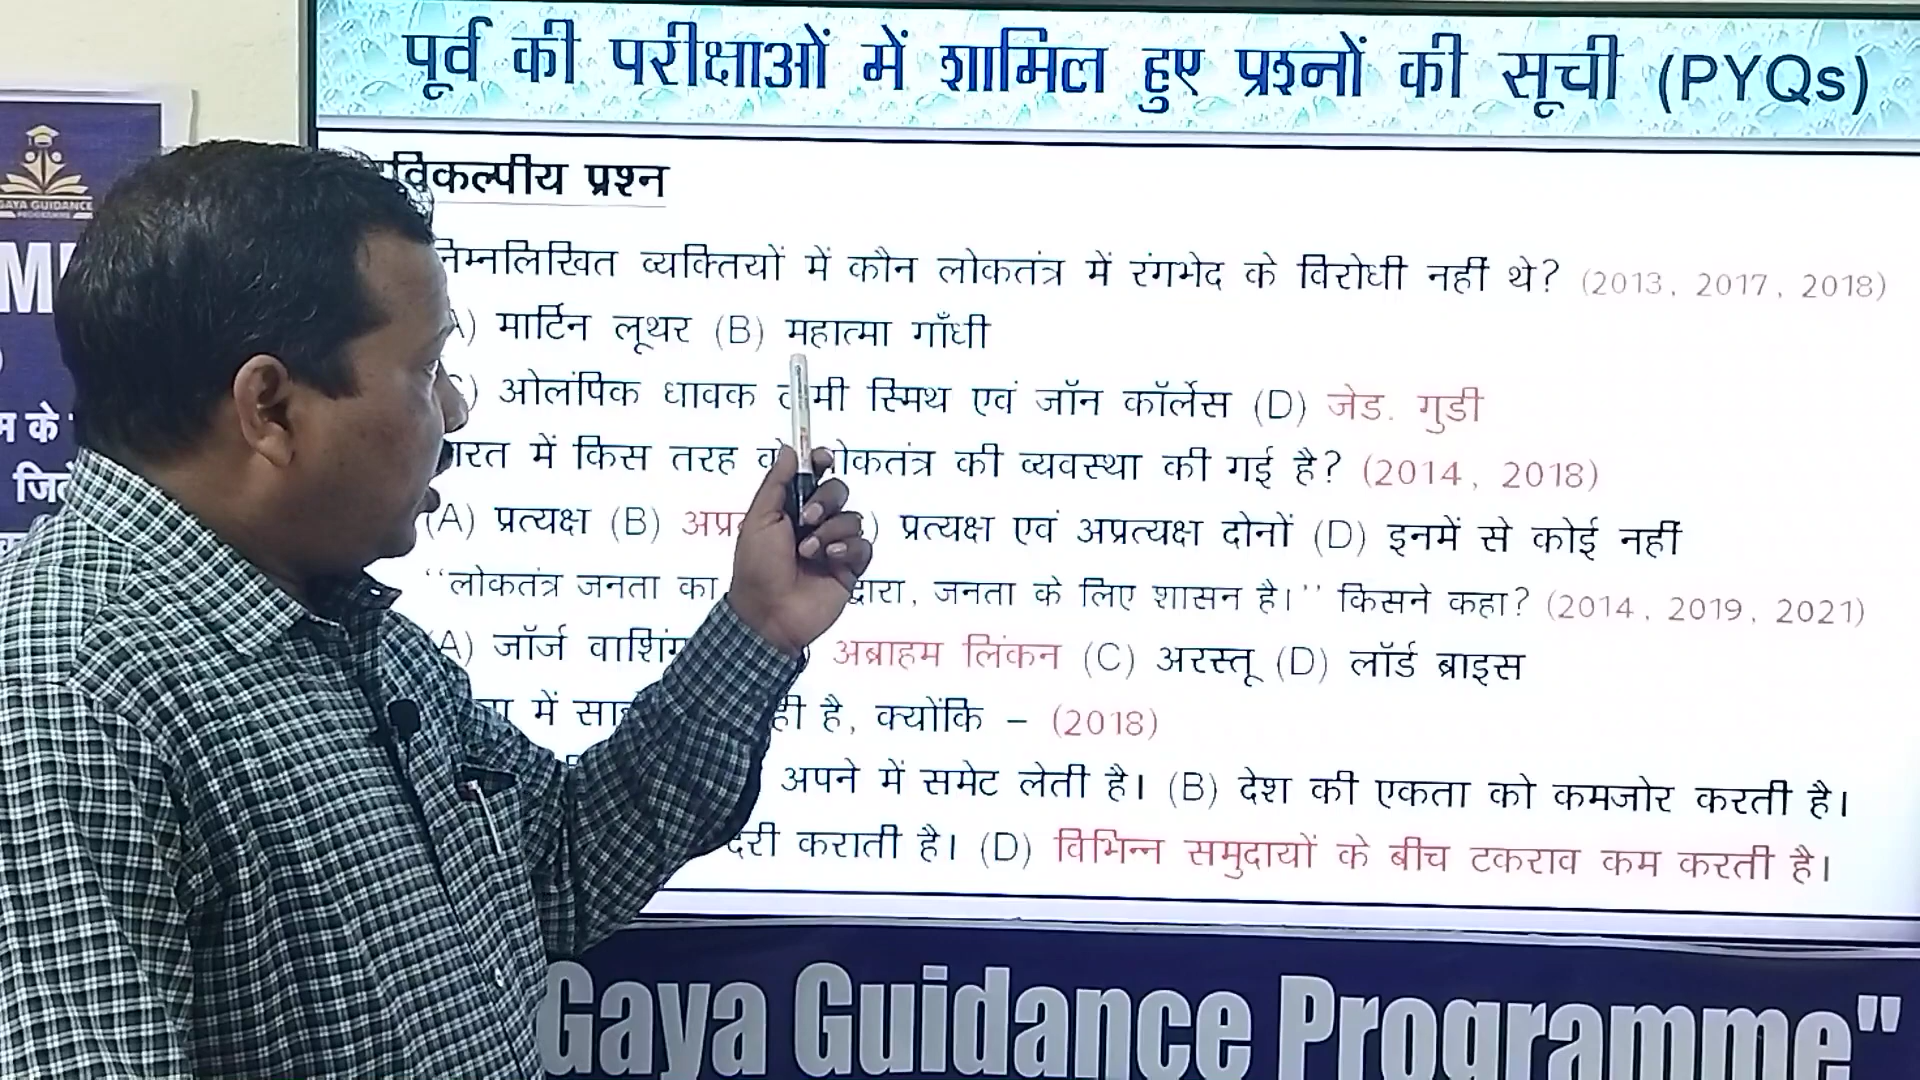 पूर्व की परीक्षाओं में शामिल हुए प्रश्नों की सूची (PYQs)
प्रश्न
व्यक्तियों में कौन लोकतंत्र में रंगभेद के विरोधी नहीं थे? (2013, 2017, 2018)
मार्टिन लूथर (B) महात्मा गाँधी
ओलंपिक धावक स्मिथ एवं जॉन कॉर्लेस (D) जेड. गुडी
में किस तरह की व्यवस्था की गई है? (2014, 2018)
(A) प्रत्यक्ष (B) प्रत्यक्ष एवं अप्रत्यक्ष दोनों (D) इनमें से कोई नहीं
“लोकतंत्र जनता का द्वारा, जनता के लिए शासन है।” किसने कहा? (2014, 2019, 2021)
जॉर्ज अब्राहम लिंकन (C) अरस्तू (D) लॉर्ड ब्राइस
में है, क्योंकि – (2018)
अपने में समेट लेती है। (B) देश की एकता को कमजोर करती है।
कराती है। (D) विभिन्न समुदायों के बीच टकराव कम करती है।
GAYA GUIDANCE
PROGRAMME
म के
Gaya Guidance Programme"